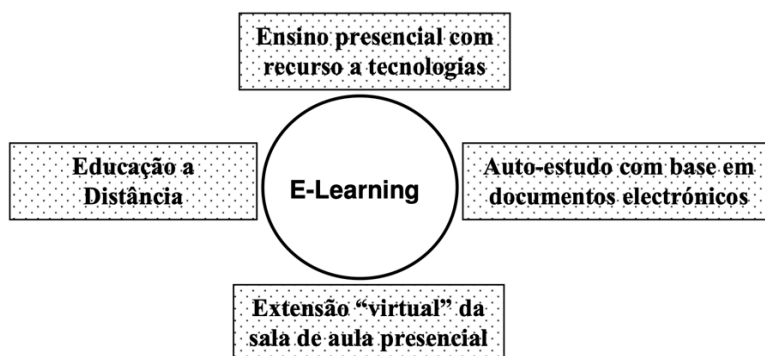 Ensino presencial com
recurso a tecnologias
Educação a
Distância
E-Learning
Auto-estudo com base em
documentos electrónicos
Extensão “virtual” da
sala de aula presencial